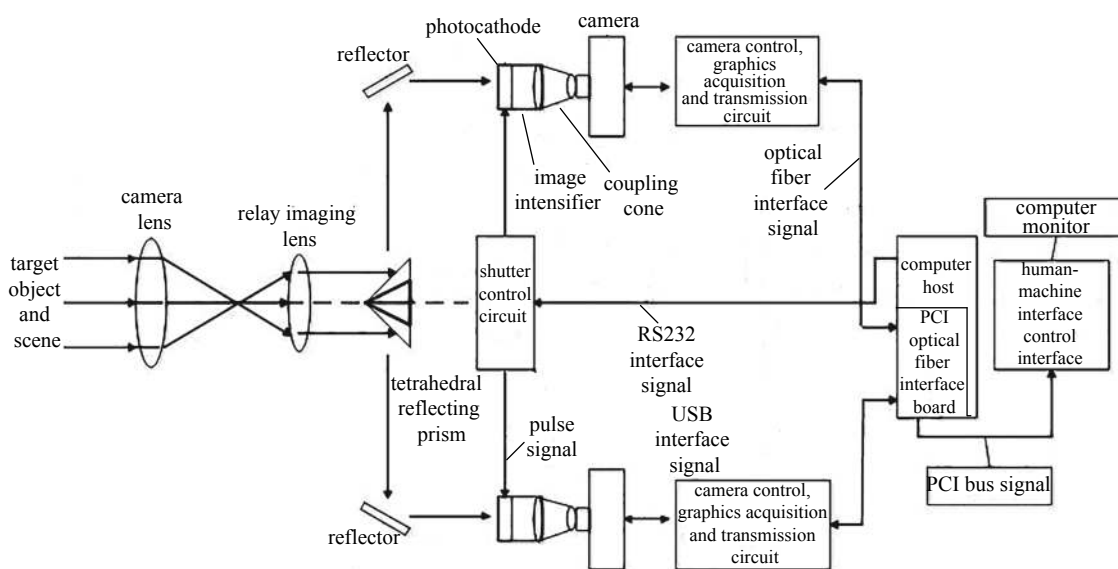 camera
photocathode
reflector
camera control,
graphics
acquisition
and transmission
circuit
image
intensifier
coupling
cone
optical
fiber
interface
signal
camera
lens
relay imaging
lens
target
object
and
scene
shutter
control
circuit
computer
host
PCI
optical
fiber
interface
board
computer
monitor
human-
machine
interface
control
interface
RS232
interface
signal
tetrahedral
reflecting
prism
pulse
signal
USB
interface
signal
PCI bus signal
reflector
camera control,
graphics acquisition
and transmission
circuit